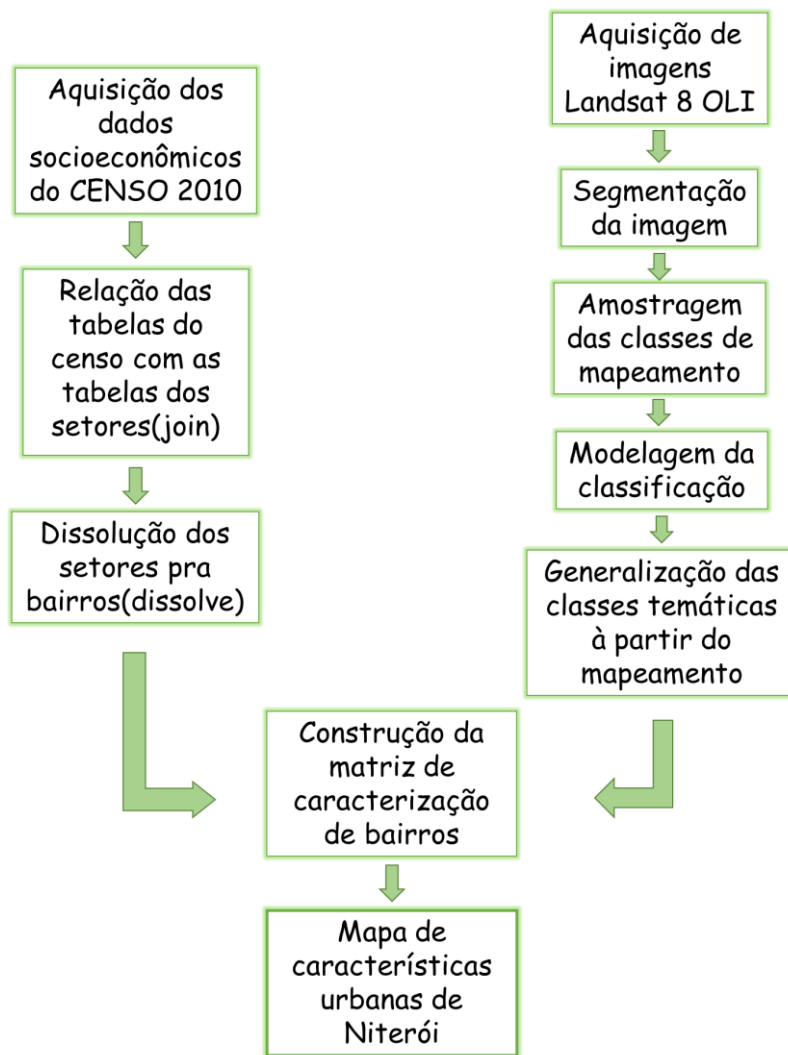 Aquisição dos
dados
socioeconômicos
do CENSO 2010
Relação das
tabelas do
censo com as
tabelas dos
setores(join)
Dissolução dos
setores pra
bairros(dissolve)
Aquisição de
imagens
Landsat 8 OLI
Segmentação
da imagem
Amostragem
das classes de
mapeamento
Modelagem da
classificação
Generalização das
classes temáticas
à partir do
mapeamento
Construção da
matriz de
caracterização
de bairros
Mapa de
características
urbanas de
Niterói